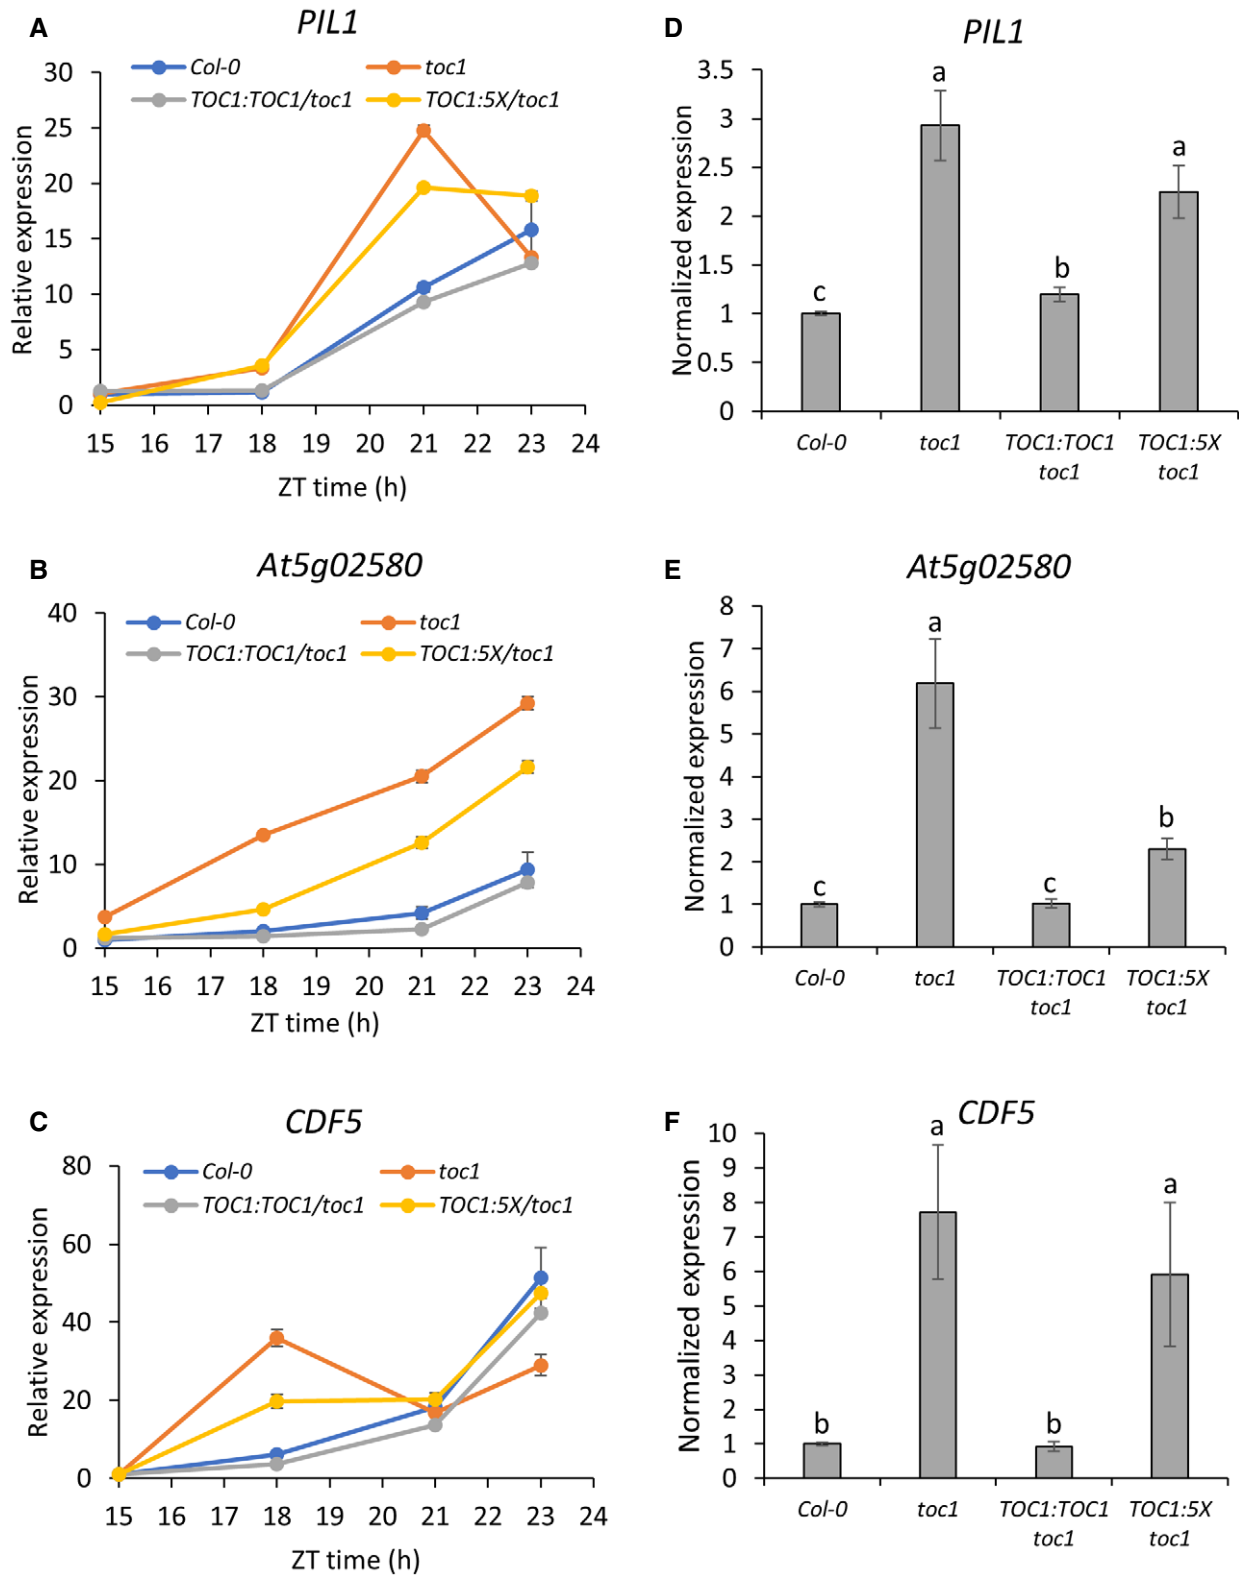 A
PIL1
Col-0
toc1
TOC1:TOC1/toc1
TOC1:5X/toc1
Relative expression
30
25
20
15
10
5
0
15 16 17 18 19 20 21 22 23 24
ZT time (h)
D
PIL1
Normalized expression
3.5
3
2.5
2
1.5
1
0.5
0
c
a
b
a
Col-0
toc1
TOC1:TOC1
toc1
TOC1:5X
toc1
B
At5g02580
Col-0
toc1
TOC1:TOC1/toc1
TOC1:5X/toc1
Relative expression
40
30
20
10
0
15 16 17 18 19 20 21 22 23 24
ZT time (h)
E
At5g02580
Normalized expression
8
7
6
5
4
3
2
1
0
c
a
c
b
Col-0
toc1
TOC1:TOC1
toc1
TOC1:5X
toc1
C
CDF5
Col-0
toc1
TOC1:TOC1/toc1
TOC1:5X/toc1
Relative expression
80
60
40
20
0
15 16 17 18 19 20 21 22 23 24
ZT time (h)
F
CDF5
Normalized expression
10
9
8
7
6
5
4
3
2
1
0
b
a
b
a
Col-0
toc1
TOC1:TOC1
toc1
TOC1:5X
toc1